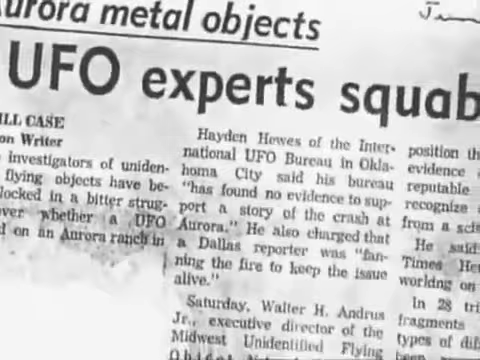 Aurora metal objects
UFO experts squab
ILL CASE
on Writer
investigators of uniden-
flying objects have be-
locked in a bitter strug-
over whether a UFO
d on an Aurora ranch in
Hayden Hewes of the Inter-
national UFO Bureau in Okla-
homa City said his bureau
"has found no evidence to sup-
port a story of the crash at
Aurora." He also charged that
a Dallas reporter was "fan-
ning the fire to keep the issue
alive."
Saturday, Walter H. Andrus
Jr., executive director of the
Midwest Unidentified Flying
position th
evidence
reputable
recognize
from a sci
He said
Times He
working on
In 28 tri
fragments
types of dif